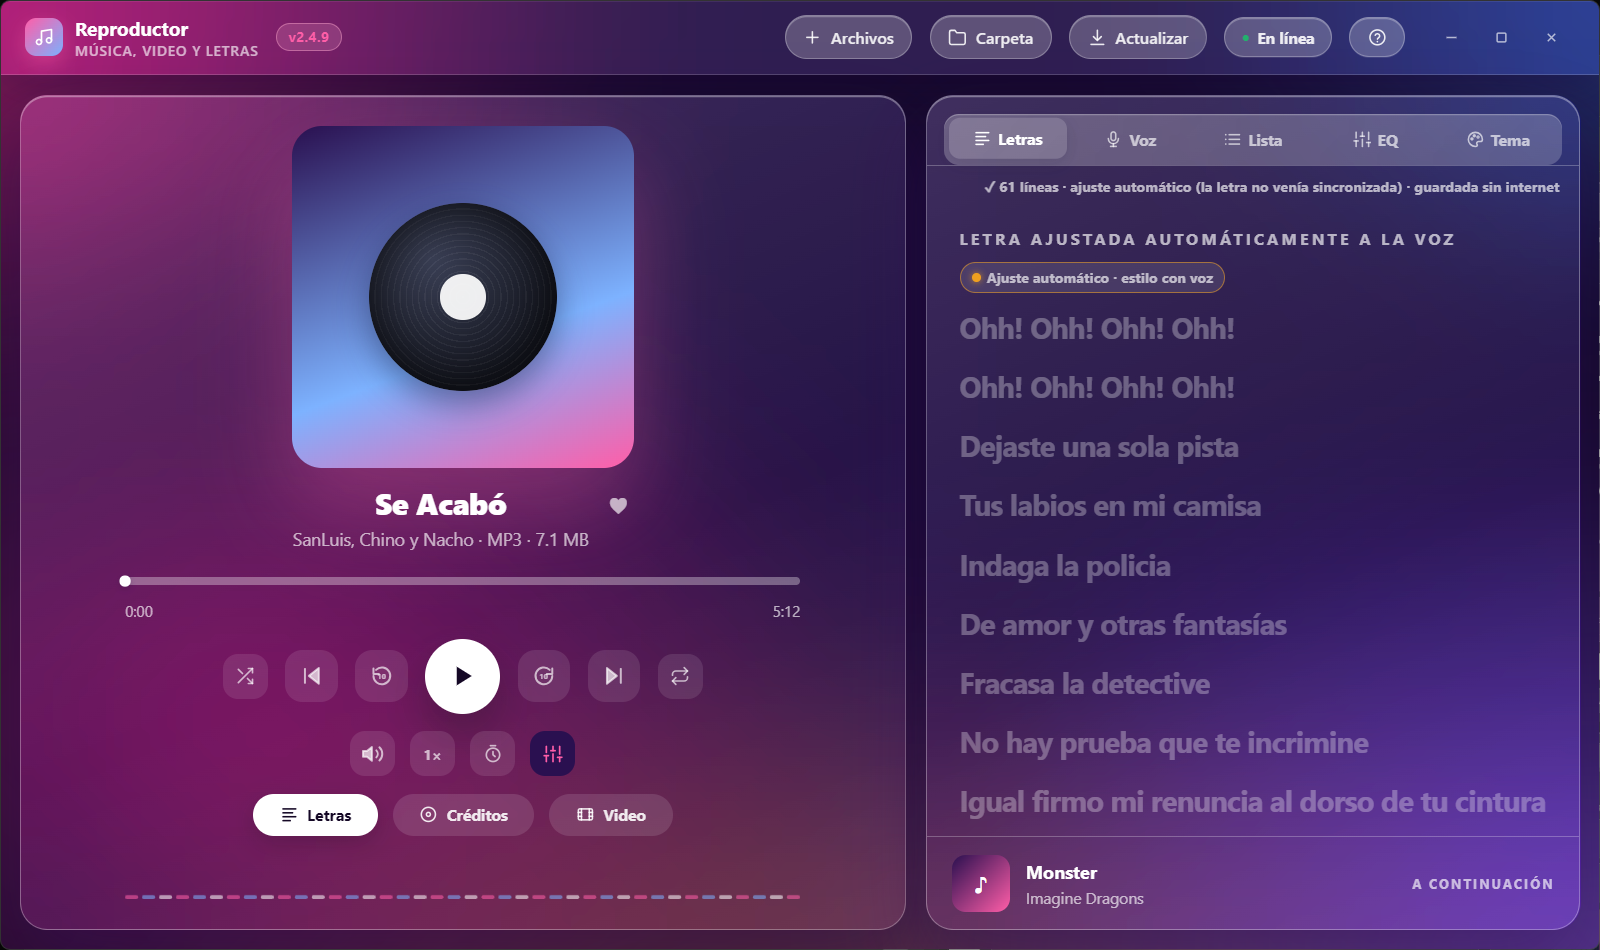 Reproductor
MÚSICA, VIDEO Y LETRAS
v2.4.9
Archivos
Carpeta
Actualizar
En línea
Se Acabó
SanLuis, Chino y Nacho · MP3 · 7.1 MB
0:00
5:12
10
10
1×
Letras
Créditos
Video
Letras
Voz
Lista
EQ
Tema
✓ 61 líneas · ajuste automático (la letra no venía sincronizada) · guardada sin internet
LETRA AJUSTADA AUTOMÁTICAMENTE A LA VOZ
Ajuste automático · estilo con voz
Ohh! Ohh! Ohh! Ohh!
Ohh! Ohh! Ohh! Ohh!
Dejaste una sola pista
Tus labios en mi camisa
Indaga la policia
De amor y otras fantasías
Fracasa la detective
No hay prueba que te incrimine
Igual firmo mi renuncia al dorso de tu cintura
Monster
Imagine Dragons
A CONTINUACIÓN